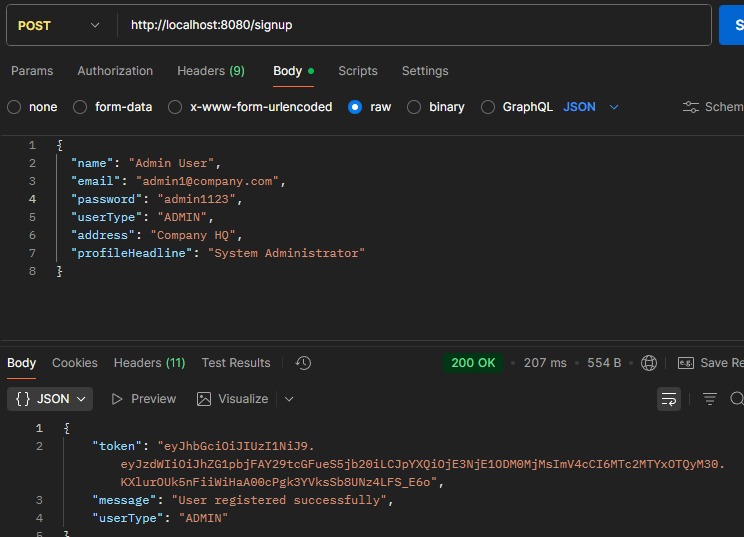 POST http://localhost:8080/signup S
Params Authorization Headers (9) Body Scripts Settings
none form-data x-www-form-urlencoded raw binary GraphQL JSON Schem
1 {
2 "name": "Admin User",
3 "email": "admin1@company.com",
4 "password": "admin1123",
5 "userType": "ADMIN",
6 "address": "Company HQ",
7 "profileHeadline": "System Administrator"
8 }
Body Cookies Headers (11) Test Results 200 OK • 207 ms • 554 B • e.g. Save Re
{} JSON Preview Visualize
1 {
2 "token": "eyJhbGciOiJIUzI1NiJ9.
eyJzdWIiOiJhZG1pbjFAY29tcGFueS5jb20iLCJpYXQiOjE3NjE1ODM0MjMsImV4cCI6MTc2MTYxOTQyM30.
KXlurOUk5nFiiWiHaA00cPgk3YVksSb8UNz4LFS_E6o",
3 "message": "User registered successfully",
4 "userType": "ADMIN"
5 }